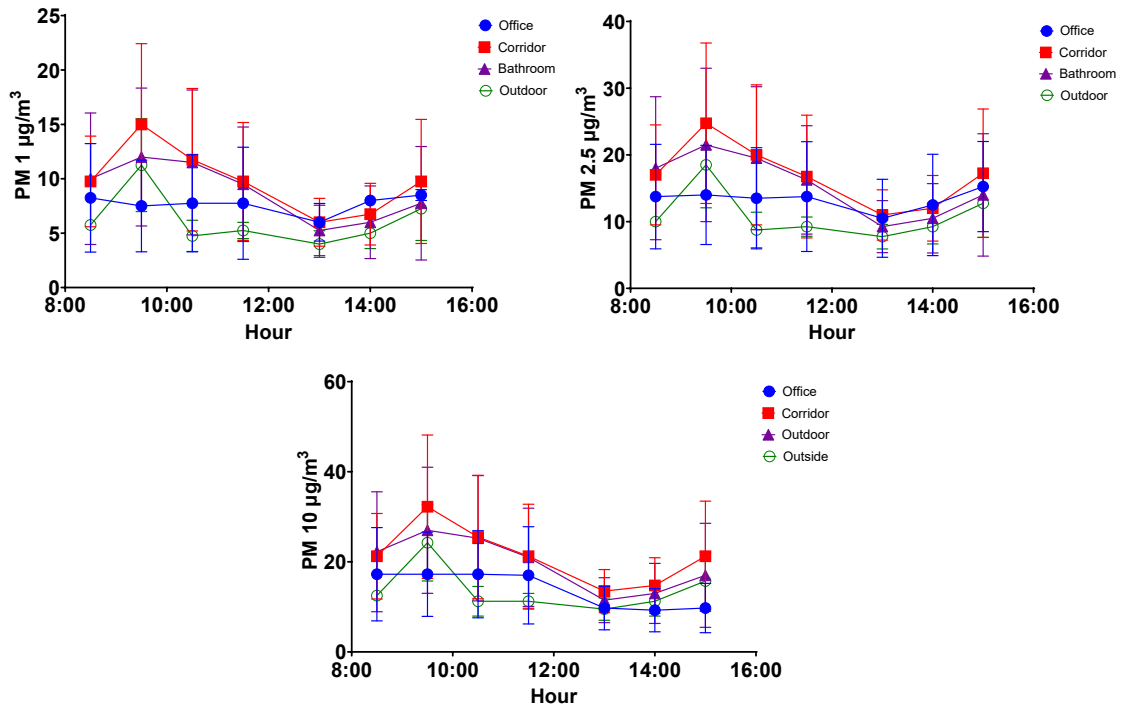 25
20
15
10
5
0
PM 1 µg/m³
8:00 10:00 12:00 14:00 16:00
Hour
Office
Corridor
Bathroom
Outdoor
40
30
20
10
0
PM 2.5 µg/m³
8:00 10:00 12:00 14:00 16:00
Hour
Office
Corridor
Bathroom
Outdoor
60
40
20
0
PM 10 µg/m³
8:00 10:00 12:00 14:00 16:00
Hour
Office
Corridor
Outdoor
Outside